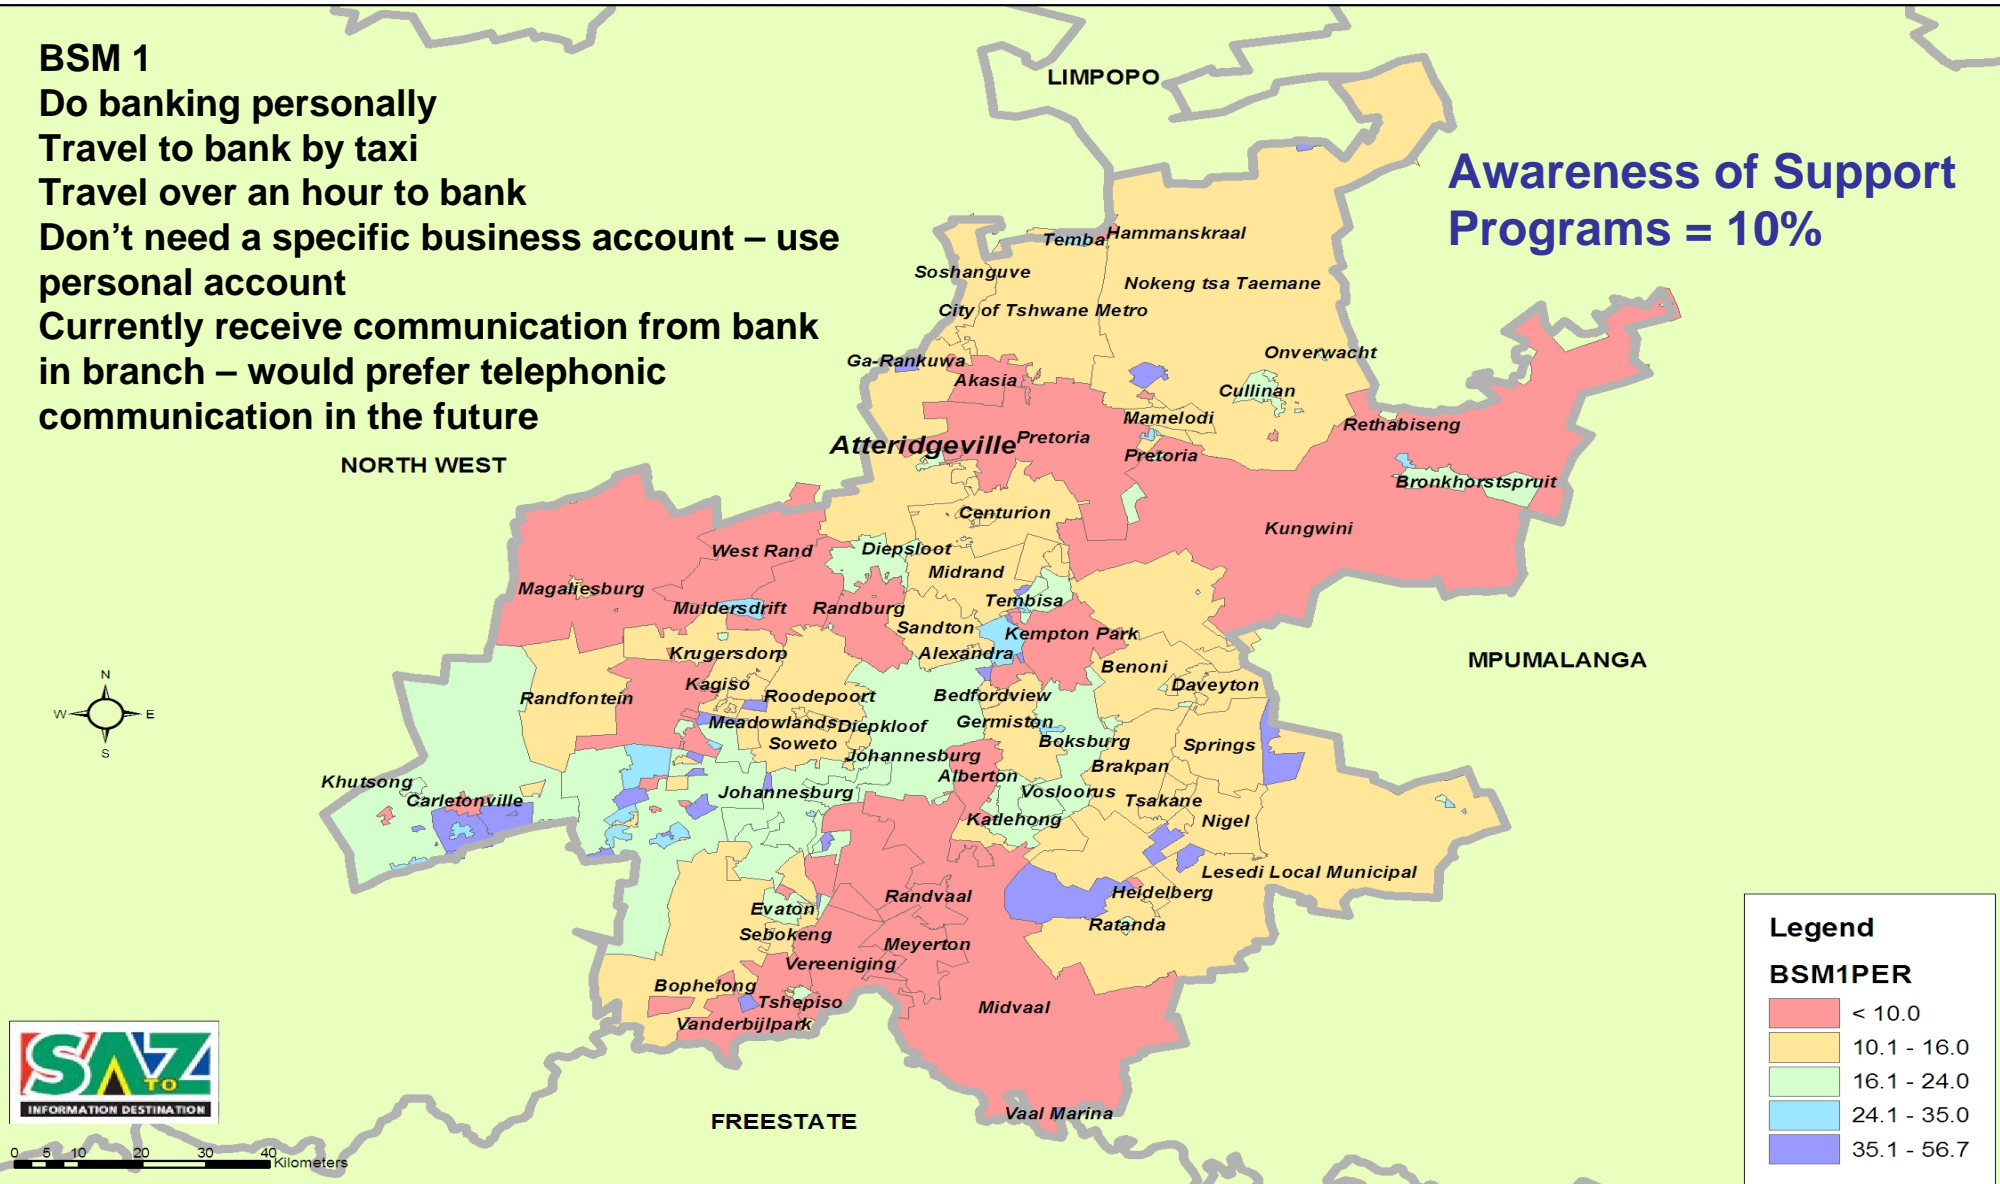 BSM 1
Do banking personally
Travel to bank by taxi
Travel over an hour to bank
Don’t need a specific business account – use
personal account
Currently receive communication from bank
in branch – would prefer telephonic
communication in the future
Awareness of Support
Programs = 10%
LIMPOPO
NORTH WEST
MPUMALANGA
FREESTATE
Temba
Hammanskraal
Soshanguve
Nokeng tsa Taemane
City of Tshwane Metro
Ga-Rankuwa
Onverwacht
Akasia
Cullinan
Mamelodi
Rethabiseng
Atteridgeville
Pretoria
Pretoria
Bronkhorstspruit
Centurion
Kungwini
West Rand
Diepsloot
Midrand
Magaliesburg
Muldersdrift
Randburg
Tembisa
Sandton
Kempton Park
Krugersdorp
Alexandra
Benoni
Kagiso
Daveyton
Randfontein
Roodepoort
Bedfordview
Meadowlands
Diepkloof
Germiston
Soweto
Boksburg
Springs
Johannesburg
Brakpan
Alberton
Khutsong
Carletonville
Johannesburg
Vosloorus
Tsakane
Katlehong
Nigel
Lesedi Local Municipal
Randvaal
Heidelberg
Evaton
Ratanda
Sebokeng
Meyerton
Vereeniging
Bophelong
Tshepiso
Midvaal
Vanderbijlpark
Vaal Marina
N
W
E
S
SAZ
TO
INFORMATION DESTINATION
0 5 10 20 30 40
Kilometers
Legend
BSM1PER
< 10.0
10.1 - 16.0
16.1 - 24.0
24.1 - 35.0
35.1 - 56.7